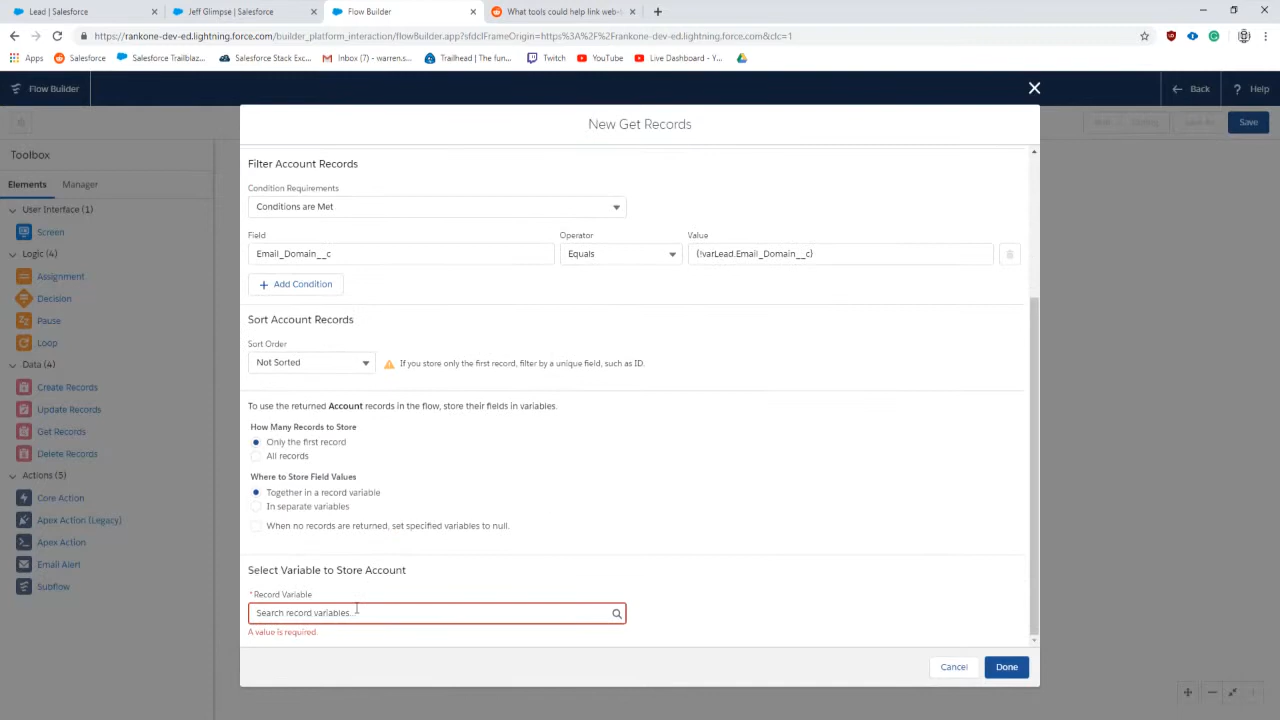 Lead | Salesforce
Jeff Glimpse | Salesforce
Flow Builder
What tools could help link web-t
https://rankone-dev-ed.lightning.force.com/builder_platform_interaction/flowBuilder.app?sfdcIFrameOrigin=https%3A%2F%2Frankone-dev-ed.lightning.force.com&clc=1
Apps
Salesforce
Salesforce Trailblaz...
Salesforce Stack Exc...
Inbox (7) - warren.s...
Trailhead | The fun...
Twitch
YouTube
Live Dashboard - Y...
Flow Builder
Back
? Help
New Get Records
Save
Toolbox
Elements
Manager
User Interface (1)
Screen
Logic (4)
Assignment
Decision
Pause
Loop
Data (4)
Create Records
Update Records
Get Records
Delete Records
Actions (5)
Core Action
Apex Action (Legacy)
Apex Action
Email Alert
Subflow
Filter Account Records
Condition Requirements
Conditions are Met
Field
Operator
Value
Email_Domain__c
Equals
{!varLead.Email_Domain__c}
+ Add Condition
Sort Account Records
Sort Order
Not Sorted
If you store only the first record, filter by a unique field, such as ID.
To use the returned Account records in the flow, store their fields in variables.
How Many Records to Store
Only the first record
All records
Where to Store Field Values
Together in a record variable
In separate variables
When no records are returned, set specified variables to null.
Select Variable to Store Account
*Record Variable
Search record variables...
A value is required.
Cancel
Done